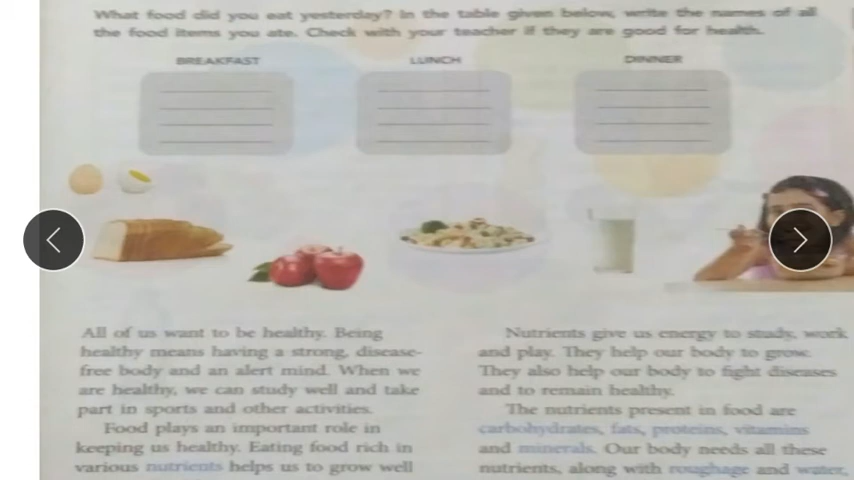 What food did you eat yesterday? In the table given below, write the names of all
the food items you ate. Check with your teacher if they are good for health.
BREAKFAST
LUNCH
DINNER
All of us want to be healthy. Being
healthy means having a strong, disease-
free body and an alert mind. When we
are healthy, we can study well and take
part in sports and other activities.
Food plays an important role in
keeping us healthy. Eating food rich in
various nutrients helps us to grow well
Nutrients give us energy to study, work
and play. They help our body to grow.
They also help our body to fight diseases
and to remain healthy.
The nutrients present in food are
carbohydrates, fats, proteins, vitamins
and minerals. Our body needs all these
nutrients, along with roughage and water,